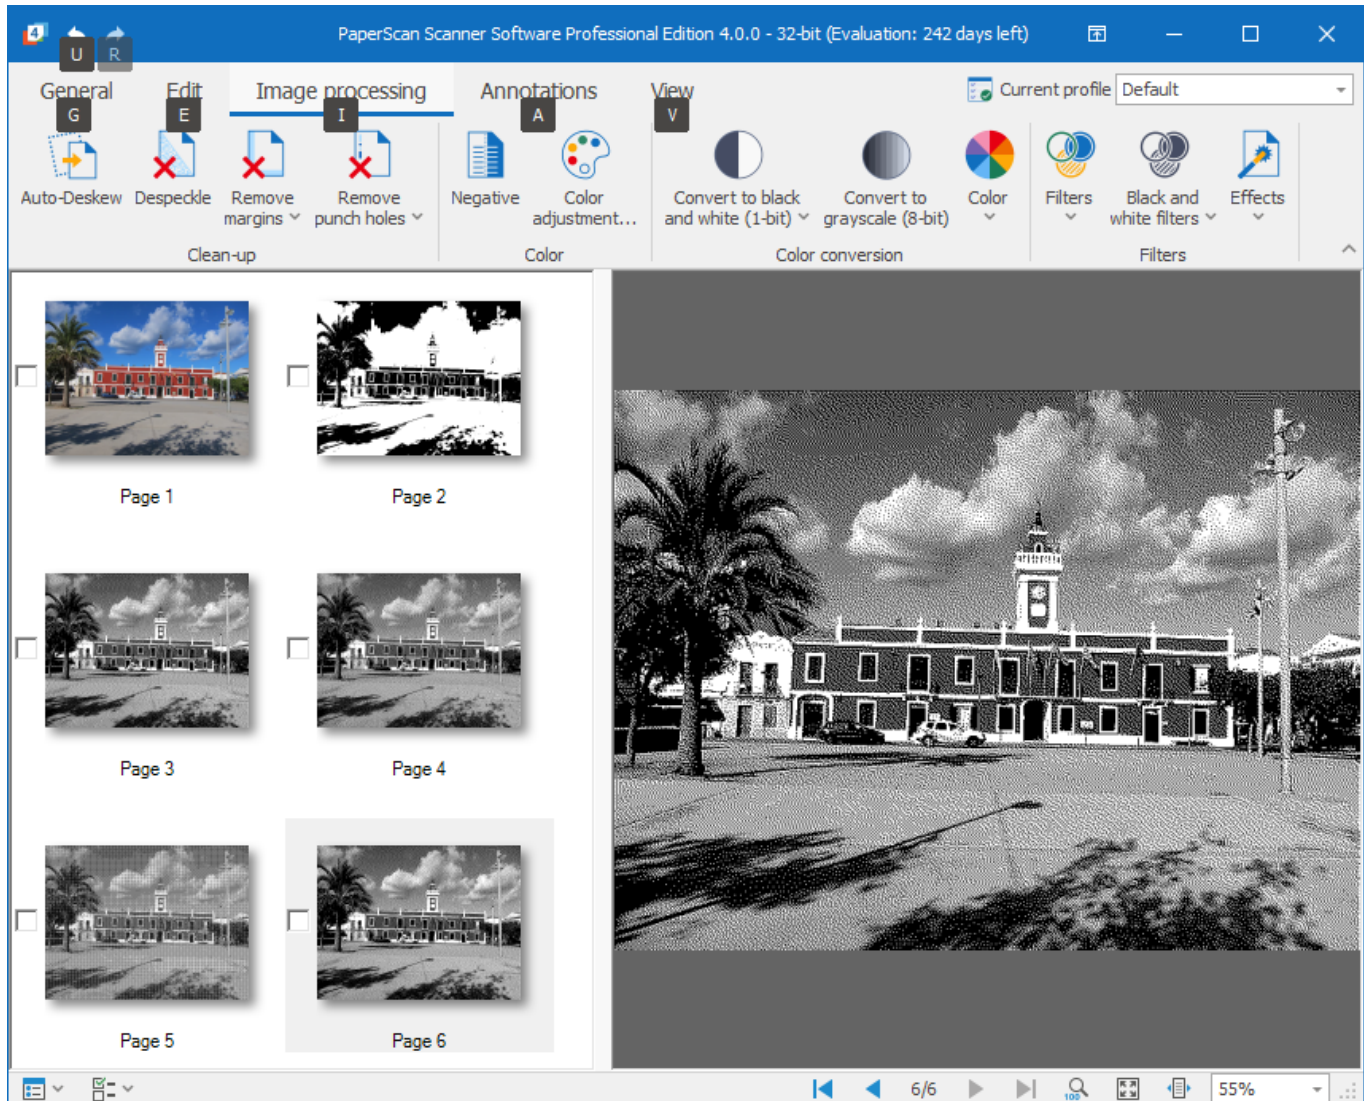 4 PaperScan Scanner Software Professional Edition 4.0.0 - 32-bit (Evaluation: 242 days left)
U R
General Edit Image processing Annotations View Current profile Default
G E I A V
Auto-Deskew Despeckle Remove margins Remove punch holes Negative Color adjustment... Convert to black and white (1-bit) Convert to grayscale (8-bit) Color Filters Black and white filters Effects
Clean-up Color Color conversion Filters
Page 1 Page 2
Page 3 Page 4
Page 5 Page 6
6/6 100 55%